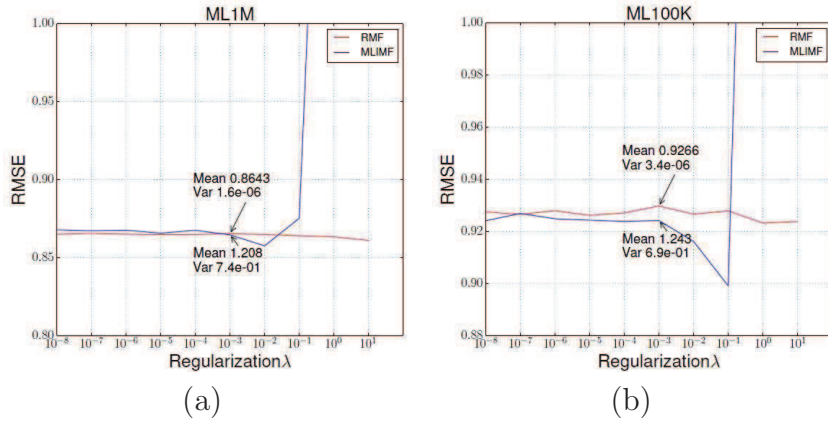 ML1M
1.00
0.95
0.90
0.85
0.80
RMSE
RMF
MLIMF
Mean 0.8643
Var 1.6e-06
Mean 1.208
Var 7.4e-01
10⁻⁸ 10⁻⁷ 10⁻⁶ 10⁻⁵ 10⁻⁴ 10⁻³ 10⁻² 10⁻¹ 10⁰ 10¹
Regularizationλ
(a)
ML100K
1.00
0.98
0.96
0.94
0.92
0.90
0.88
RMSE
RMF
MLIMF
Mean 0.9266
Var 3.4e-06
Mean 1.243
Var 6.9e-01
10⁻⁸ 10⁻⁷ 10⁻⁶ 10⁻⁵ 10⁻⁴ 10⁻³ 10⁻² 10⁻¹ 10⁰ 10¹
Regularizationλ
(b)